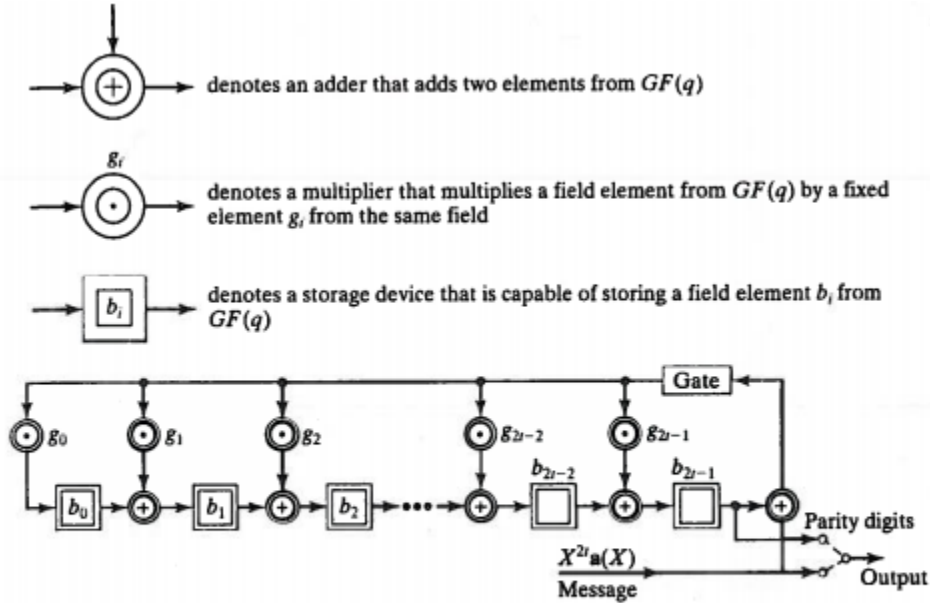 denotes an adder that adds two elements from GF(q)
g_i
denotes a multiplier that multiplies a field element from GF(q) by a fixed
element g_i from the same field
b_i
denotes a storage device that is capable of storing a field element b_i from
GF(q)
Gate
g_0 g_1 g_2 g_{2t-2} g_{2t-1}
b_{2t-2} b_{2t-1}
b_0 b_1 b_2
Parity digits
X^{2t}a(X)
Message
Output